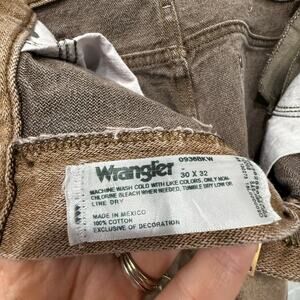 Wrangler
0936BKW
30 X 32
MACHINE WASH COLD WITH LIKE COLORS, ONLY NON-
CHLORINE BLEACH WHEN NEEDED, TUMBLE DRY LOW OR
LINE DRY
MADE IN MEXICO
100% COTTON
EXCLUSIVE OF DECORATION